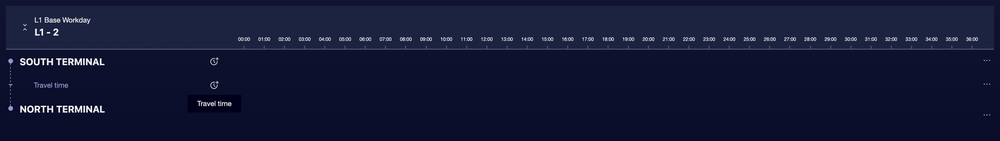 L1 Base Workday
L1 - 2
00:00 01:00 02:00 03:00 04:00 05:00 06:00 07:00 08:00 09:00 10:00 11:00 12:00 13:00 14:00 15:00 16:00 17:00 18:00 19:00 20:00 21:00 22:00 23:00 24:00 25:00 26:00 27:00 28:00 29:00 30:00 31:00 32:00 33:00 34:00 35:00 36:00
SOUTH TERMINAL
Travel time
Travel time
NORTH TERMINAL